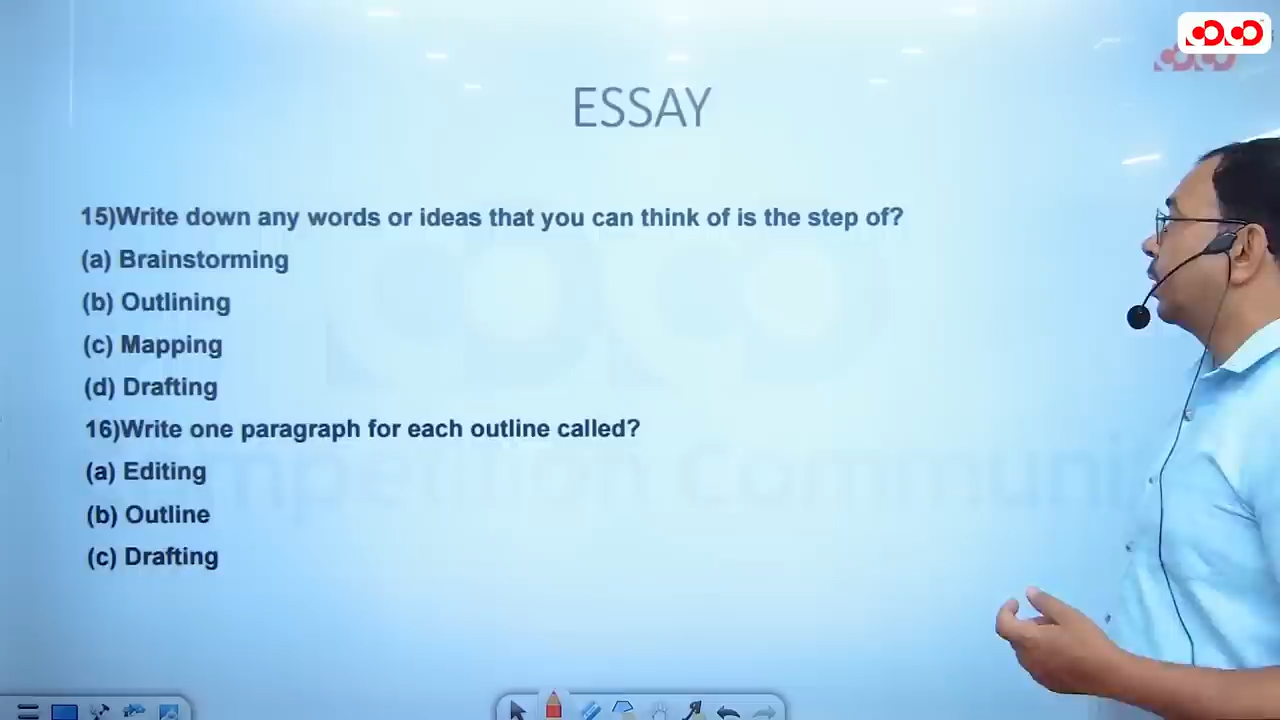 ESSAY
15)Write down any words or ideas that you can think of is the step of?
(a) Brainstorming
(b) Outlining
(c) Mapping
(d) Drafting
16)Write one paragraph for each outline called?
(a) Editing
(b) Outline
(c) Drafting